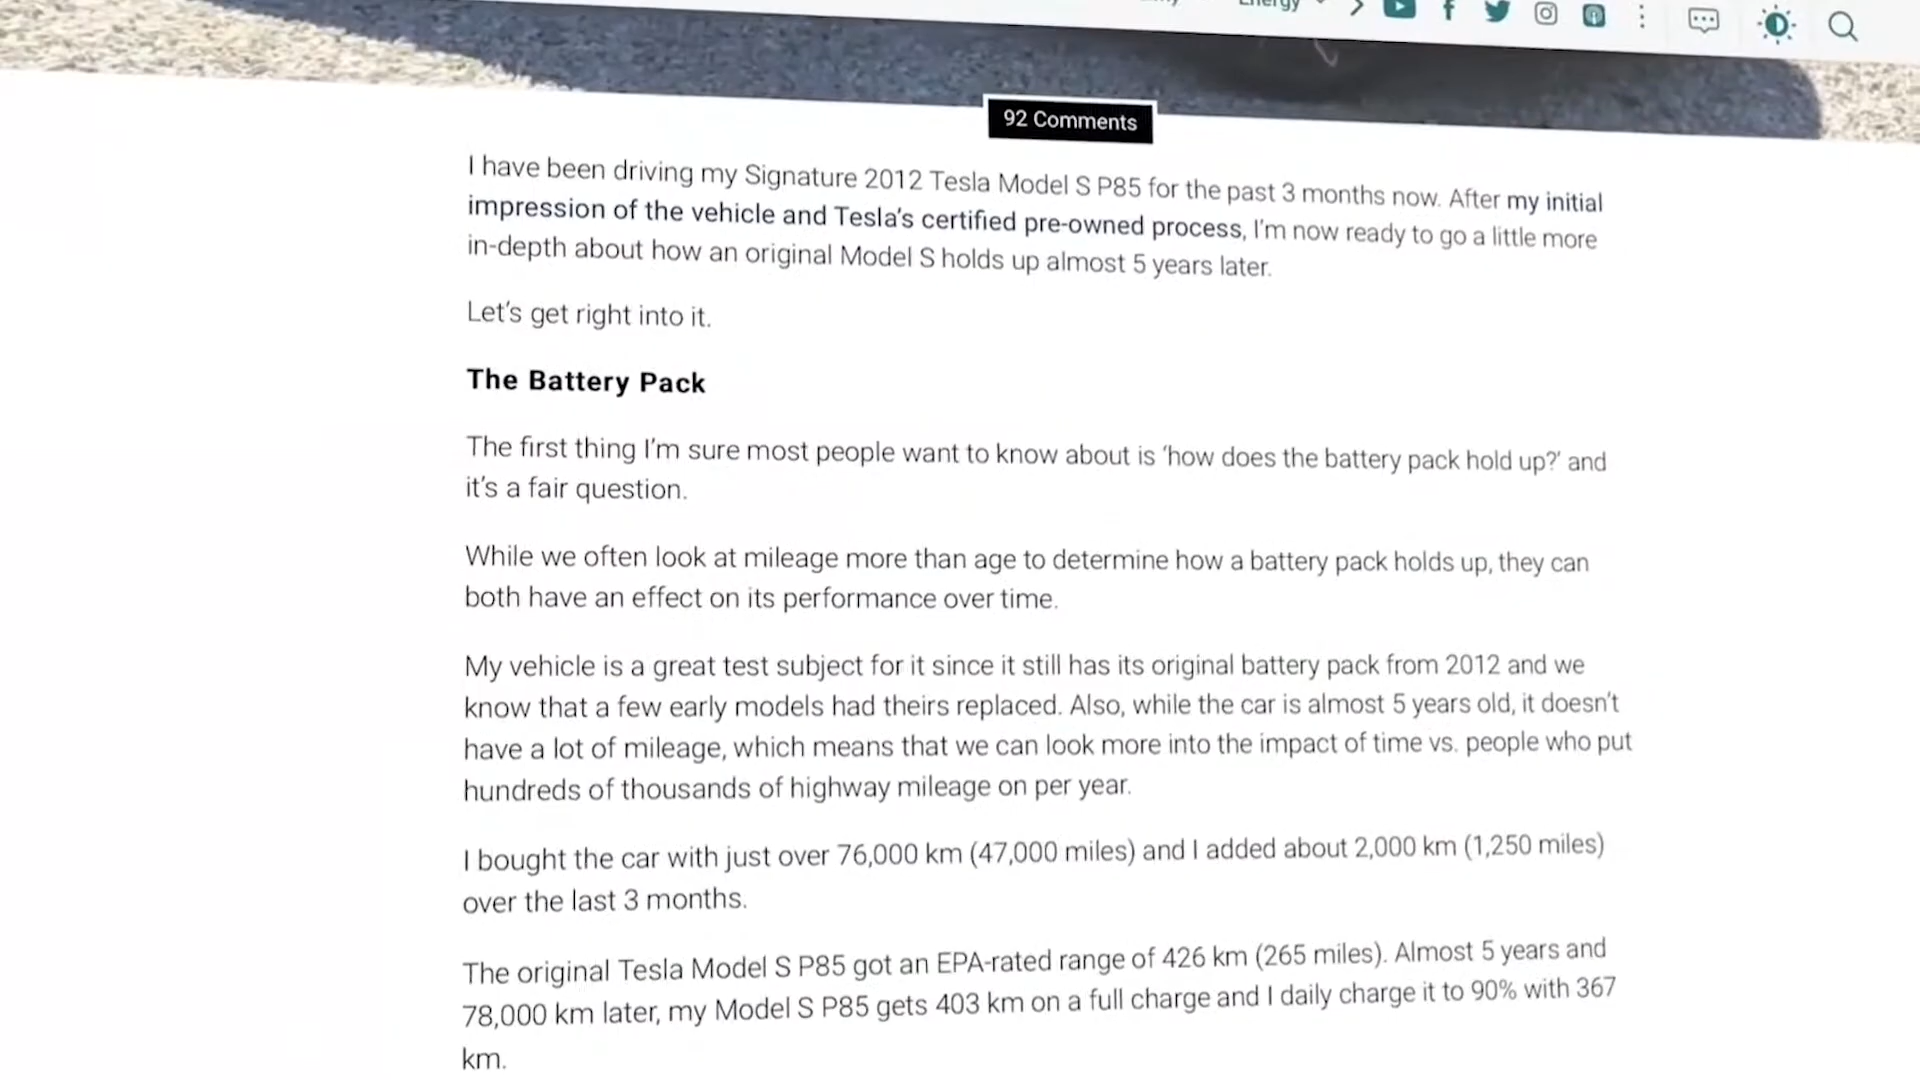 Energy
92 Comments
I have been driving my Signature 2012 Tesla Model S P85 for the past 3 months now. After my initial
impression of the vehicle and Tesla's certified pre-owned process, I'm now ready to go a little more
in-depth about how an original Model S holds up almost 5 years later.
Let's get right into it.
The Battery Pack
The first thing I'm sure most people want to know about is ‘how does the battery pack hold up?’ and
it's a fair question.
While we often look at mileage more than age to determine how a battery pack holds up, they can
both have an effect on its performance over time.
My vehicle is a great test subject for it since it still has its original battery pack from 2012 and we
know that a few early models had theirs replaced. Also, while the car is almost 5 years old, it doesn't
have a lot of mileage, which means that we can look more into the impact of time vs. people who put
hundreds of thousands of highway mileage on per year.
I bought the car with just over 76,000 km (47,000 miles) and I added about 2,000 km (1,250 miles)
over the last 3 months.
The original Tesla Model S P85 got an EPA-rated range of 426 km (265 miles). Almost 5 years and
78,000 km later, my Model S P85 gets 403 km on a full charge and I daily charge it to 90% with 367
km.